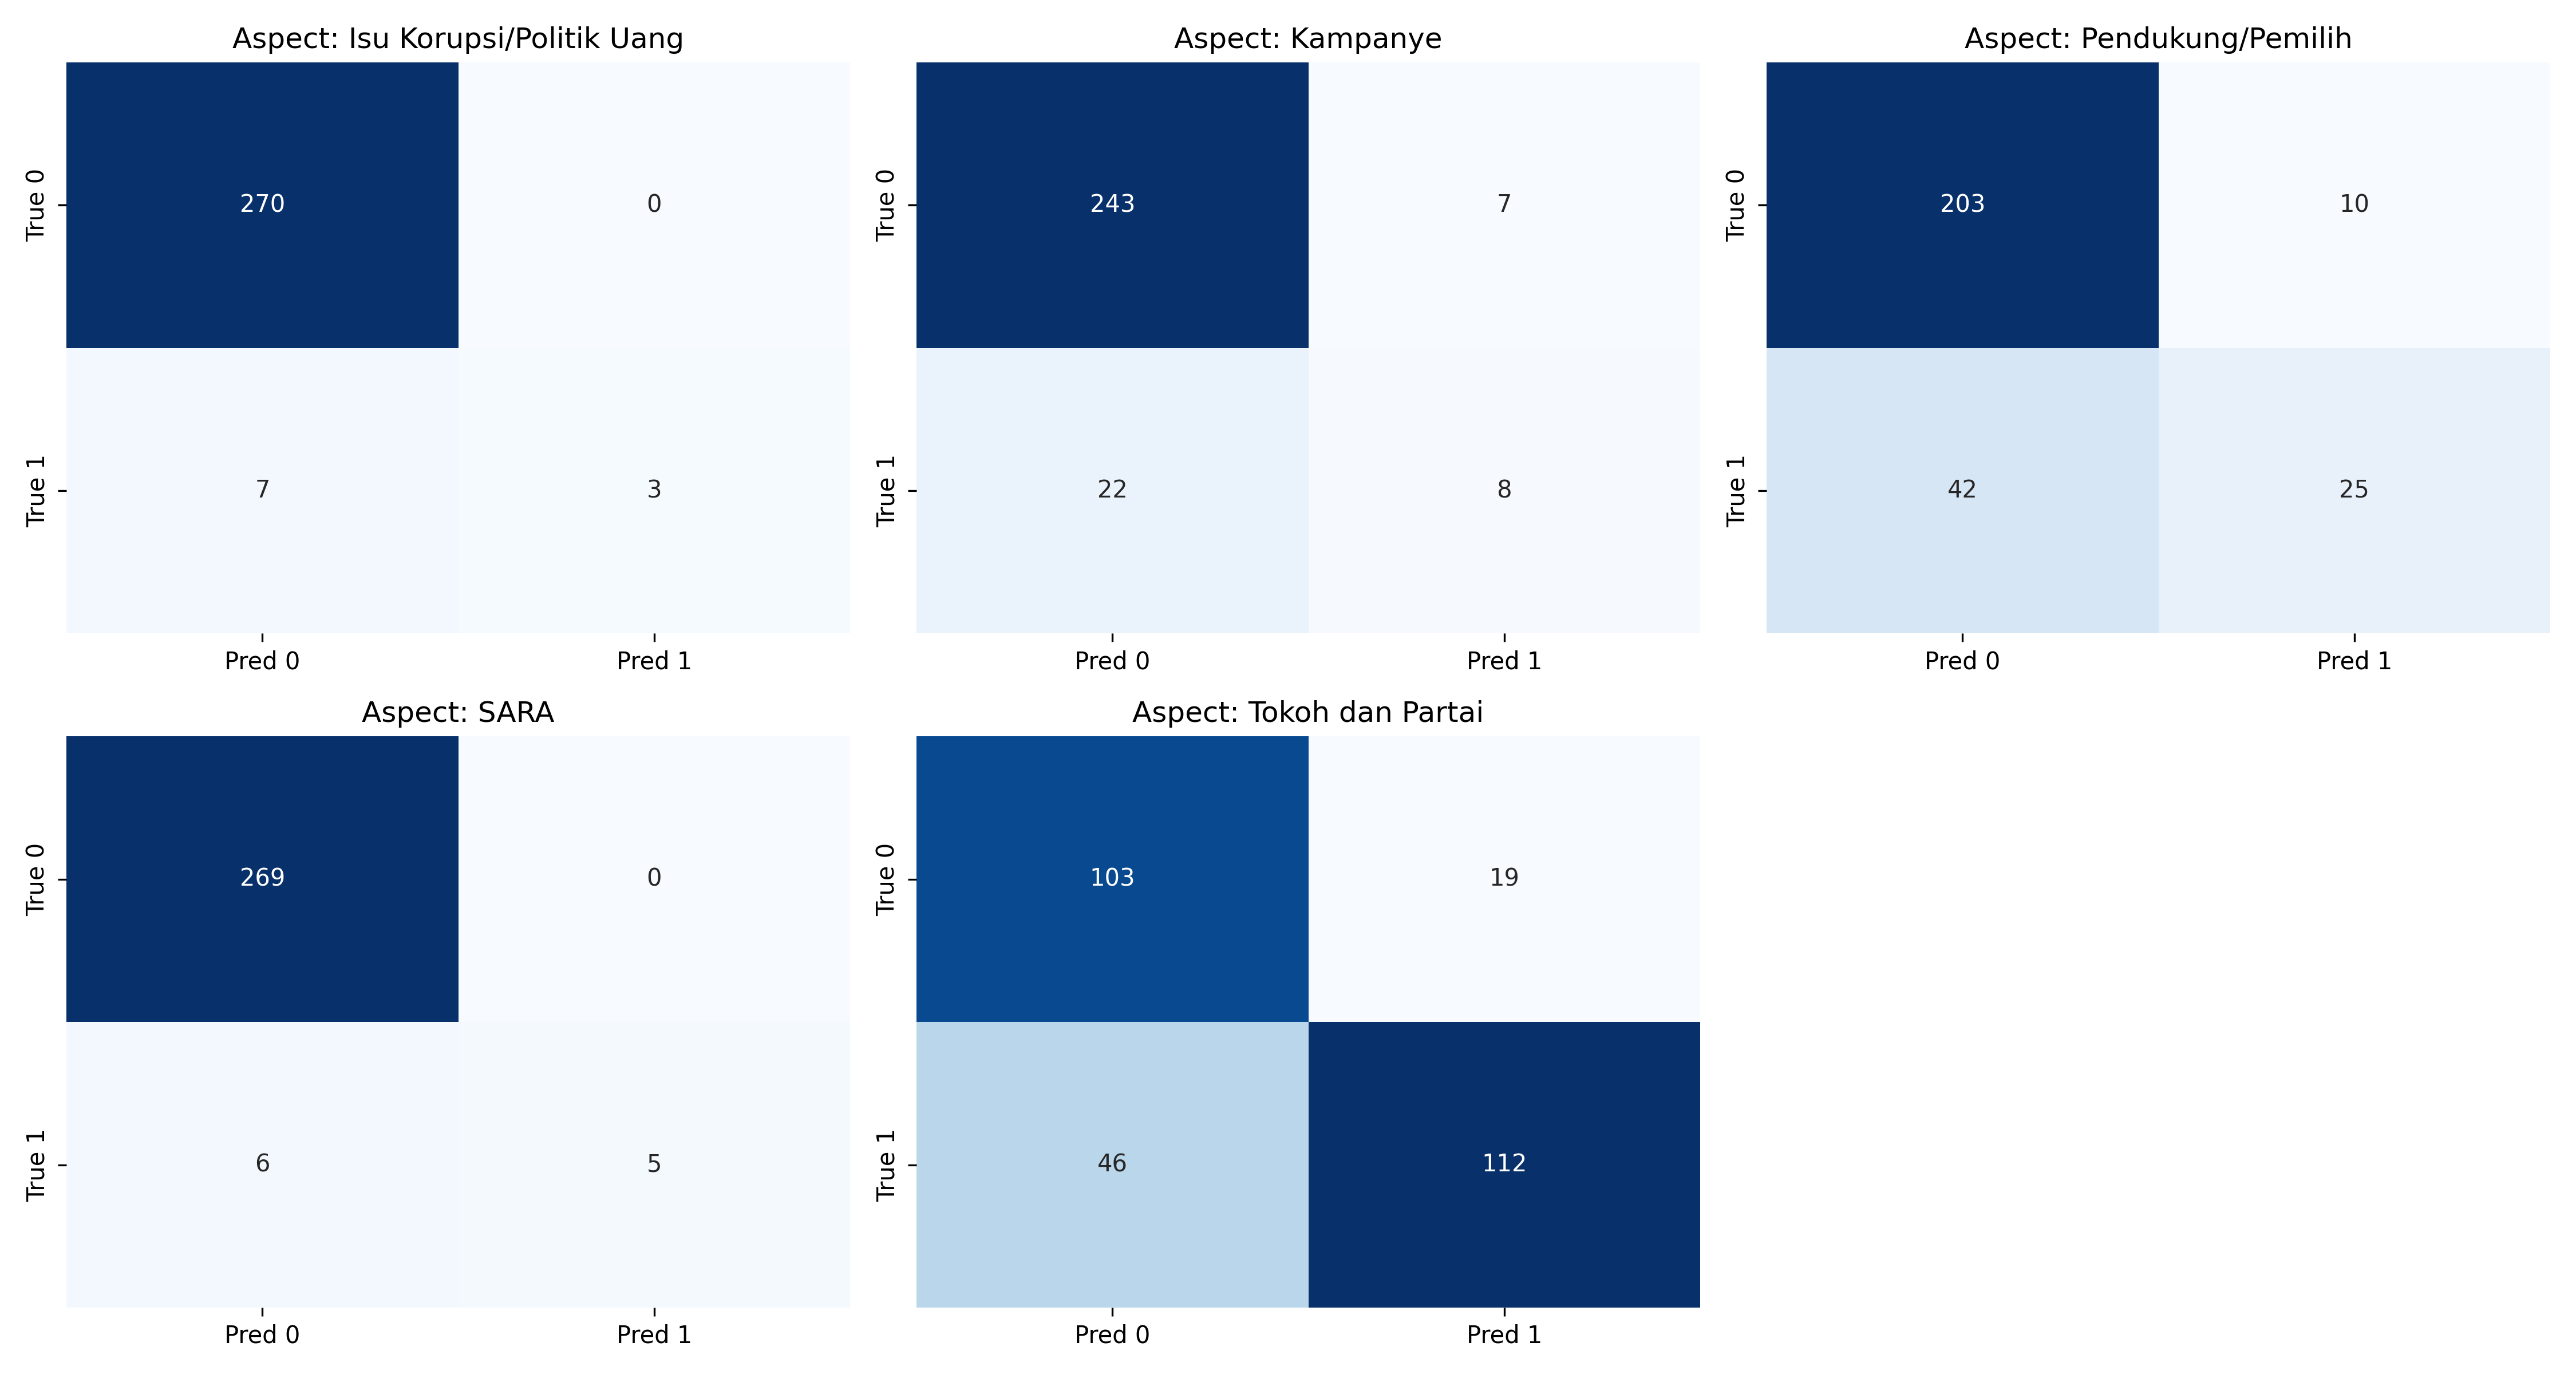 Aspect: Isu Korupsi/Politik Uang
True 0
270
0
True 1
7
3
Pred 0
Pred 1
Aspect: Kampanye
True 0
243
7
True 1
22
8
Pred 0
Pred 1
Aspect: Pendukung/Pemilih
True 0
203
10
True 1
42
25
Pred 0
Pred 1
Aspect: SARA
True 0
269
0
True 1
6
5
Pred 0
Pred 1
Aspect: Tokoh dan Partai
True 0
103
19
True 1
46
112
Pred 0
Pred 1